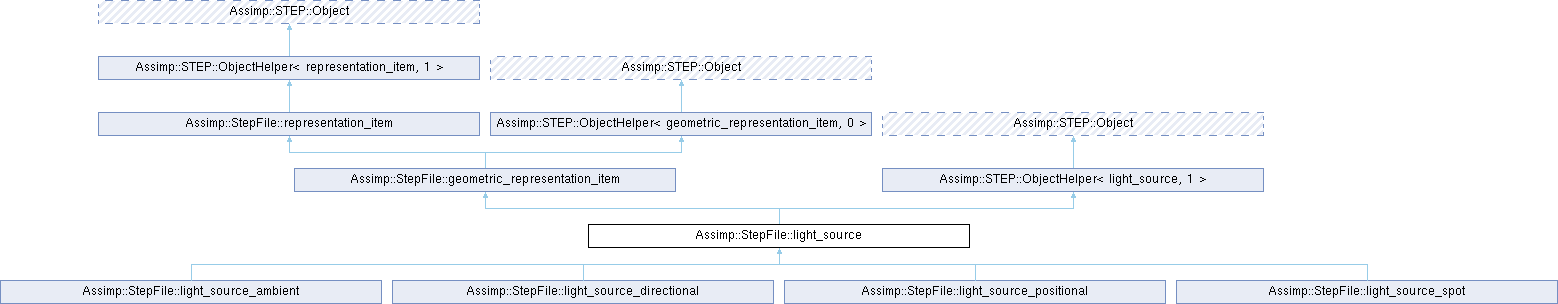 Assimp::STEP::Object
Assimp::STEP::ObjectHelper< representation_item, 1 >
Assimp::STEP::Object
Assimp::StepFile::representation_item
Assimp::STEP::ObjectHelper< geometric_representation_item, 0 >
Assimp::STEP::Object
Assimp::StepFile::geometric_representation_item
Assimp::STEP::ObjectHelper< light_source, 1 >
Assimp::StepFile::light_source
Assimp::StepFile::light_source_ambient
Assimp::StepFile::light_source_directional
Assimp::StepFile::light_source_positional
Assimp::StepFile::light_source_spot